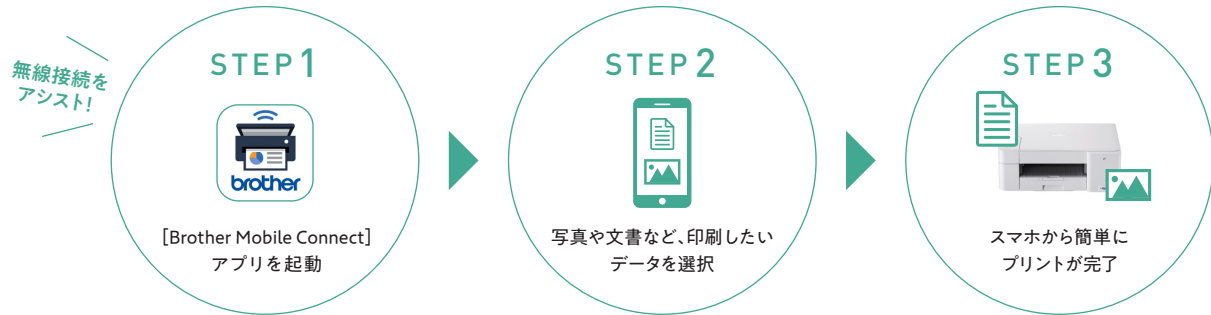 無線接続を
アシスト!
STEP 1
brother
[Brother Mobile Connect]
アプリを起動
STEP 2
写真や文書など、印刷したい
データを選択
STEP 3
スマホから簡単に
プリントが完了